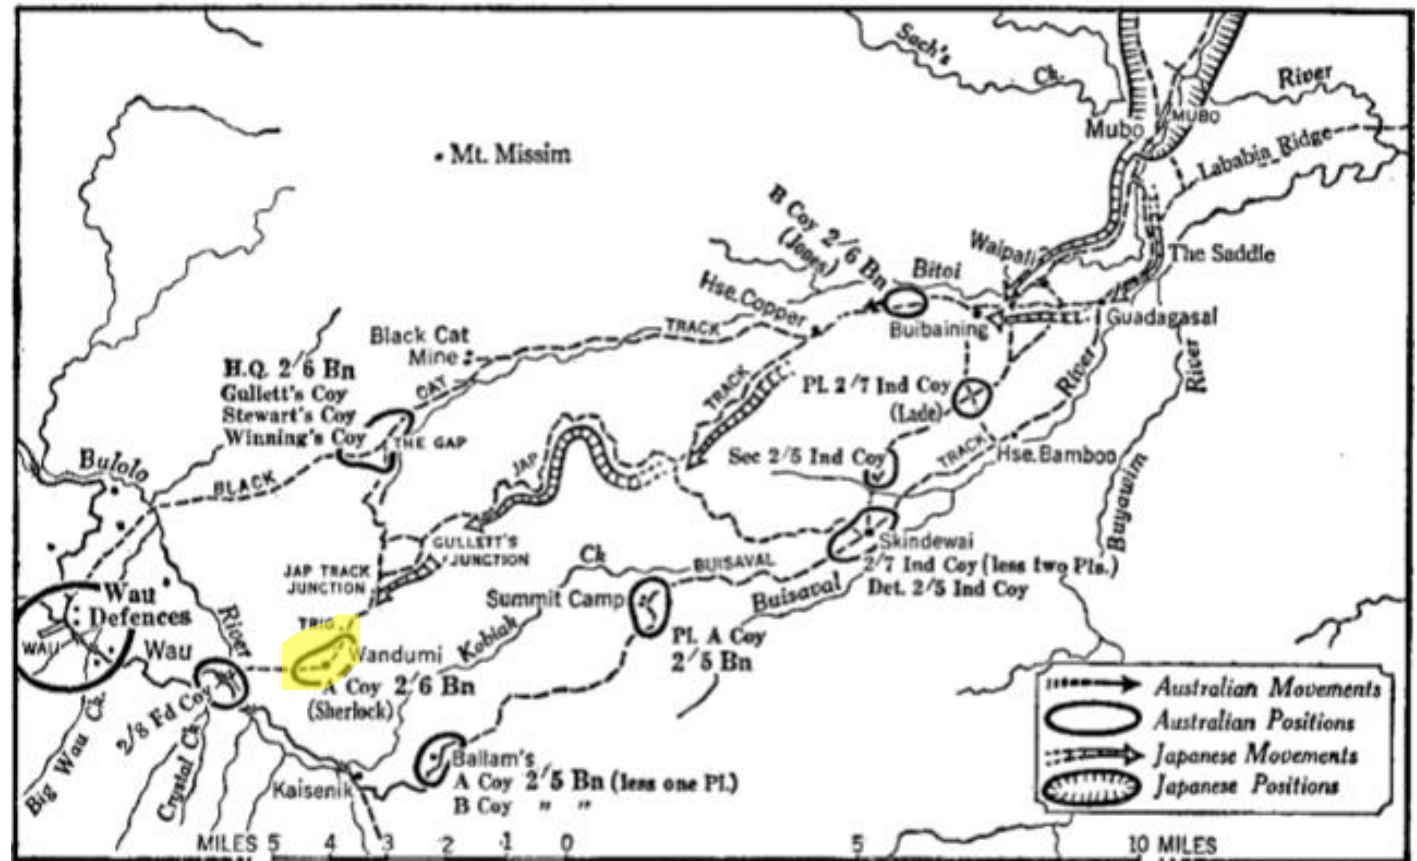 Sach's
Ck.
River
Mubo
MUBO
Lababia Ridge
Mt. Missim
B Coy 2/6 Bn
(Jones)
Waipali
Bitoi
The Saddle
Hse. Copper
Buibaining
Guadagasal
TRACK
Black Cat
Mine
H.Q. 2/6 Bn
Gullett's Coy
Stewart's Coy
Winning's Coy
CAT
THE GAP
TRACK
Pl. 2/7 Ind Coy
(Lade)
River
River
Bulolo
BLACK
JAP
Sec 2/5 Ind Coy
TRACK
Hse. Bamboo
Buyawim
GULLETT'S
JUNCTION
JAP TRACK
JUNCTION
Ck
BUISAVAL
Skindewai
2/7 Ind Coy (less two Pls.)
Det. 2/5 Ind Coy
Wau
Defences
WAU
Wau
River
TRIG.
Wandumi
A Coy 2/6 Bn
(Sherlock)
Kobiak
Summit Camp
Buisaval
Pl. A Coy
2/5 Bn
2/8 Fd Coy
Big Wau Ck.
Crystal Ck.
Kaisenik
Ballam's
A Coy 2/5 Bn (less one Pl.)
B Coy " "
Australian Movements
Australian Positions
Japanese Movements
Japanese Positions
MILES 5 4 3 2 1 0 5 10 MILES